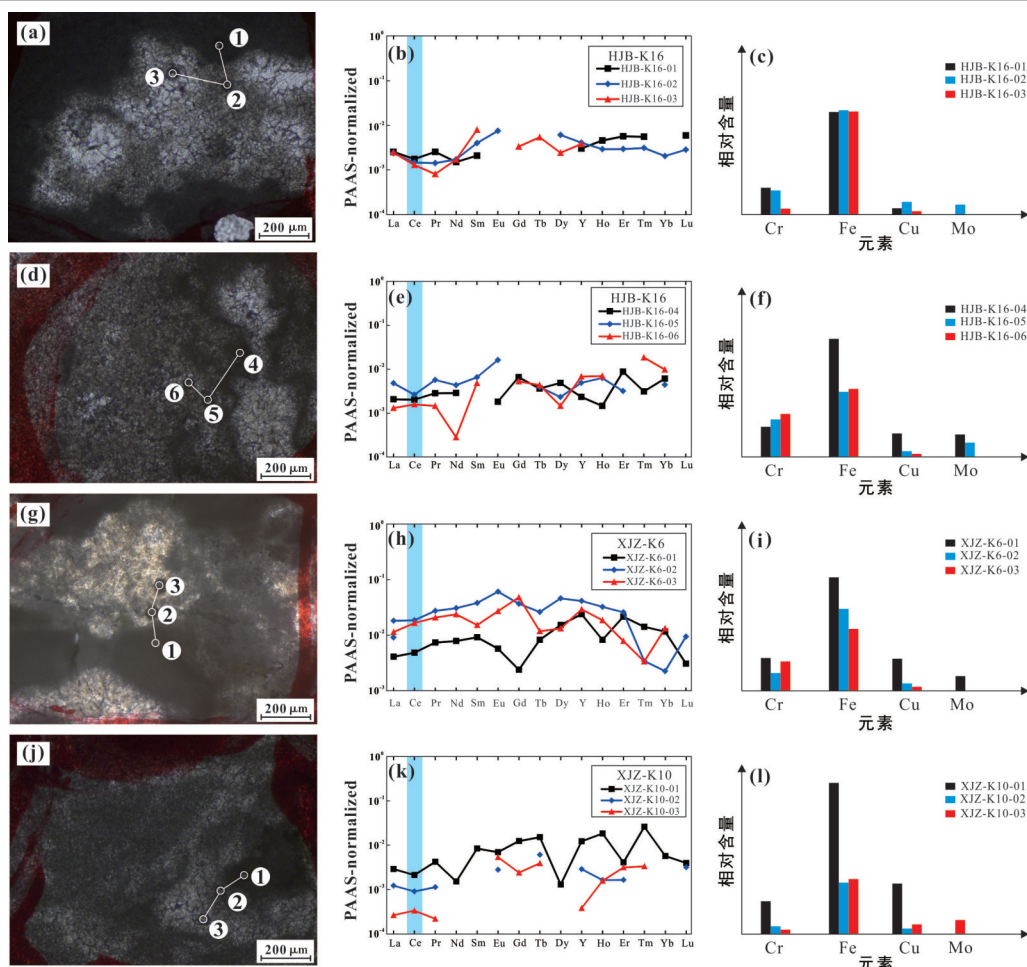 (a)
1
3
2
200 μm
(b)
HJB-K16
HJB-K16-01
HJB-K16-02
HJB-K16-03
PAAS-normalized
10⁰
10⁻¹
10⁻²
10⁻³
10⁻⁴
La Ce Pr Nd Sm Eu Gd Tb Dy Y Ho Er Tm Yb Lu
(c)
HJB-K16-01
HJB-K16-02
HJB-K16-03
相对含量
Cr Fe Cu Mo
元素
(d)
4
6
5
200 μm
(e)
HJB-K16
HJB-K16-04
HJB-K16-05
HJB-K16-06
PAAS-normalized
10⁰
10⁻¹
10⁻²
10⁻³
10⁻⁴
La Ce Pr Nd Sm Eu Gd Tb Dy Y Ho Er Tm Yb Lu
(f)
HJB-K16-04
HJB-K16-05
HJB-K16-06
相对含量
Cr Fe Cu Mo
元素
(g)
3
2
1
200 μm
(h)
XJZ-K6
XJZ-K6-01
XJZ-K6-02
XJZ-K6-03
PAAS-normalized
10⁰
10⁻¹
10⁻²
10⁻³
La Ce Pr Nd Sm Eu Gd Tb Dy Y Ho Er Tm Yb Lu
(i)
XJZ-K6-01
XJZ-K6-02
XJZ-K6-03
相对含量
Cr Fe Cu Mo
元素
(j)
1
2
3
200 μm
(k)
XJZ-K10
XJZ-K10-01
XJZ-K10-02
XJZ-K10-03
PAAS-normalized
10⁰
10⁻¹
10⁻²
10⁻³
10⁻⁴
La Ce Pr Nd Sm Eu Gd Tb Dy Y Ho Er Tm Yb Lu
(l)
XJZ-K10-01
XJZ-K10-02
XJZ-K10-03
相对含量
Cr Fe Cu Mo
元素